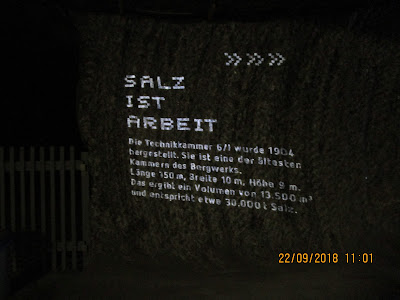 »»»
SALZ
IST
ARBEIT
Die Technikkammer 6/1 wurde 1904
hergestellt. Sie ist eine der ältesten
Kammern des Bergwerks.
Länge 150 m, Breite 10 m, Höhe 9 m.
Das ergibt ein Volumen von 13.500 m³
und entspricht etwa 30.000 t Salz.
22/09/2018 11:01